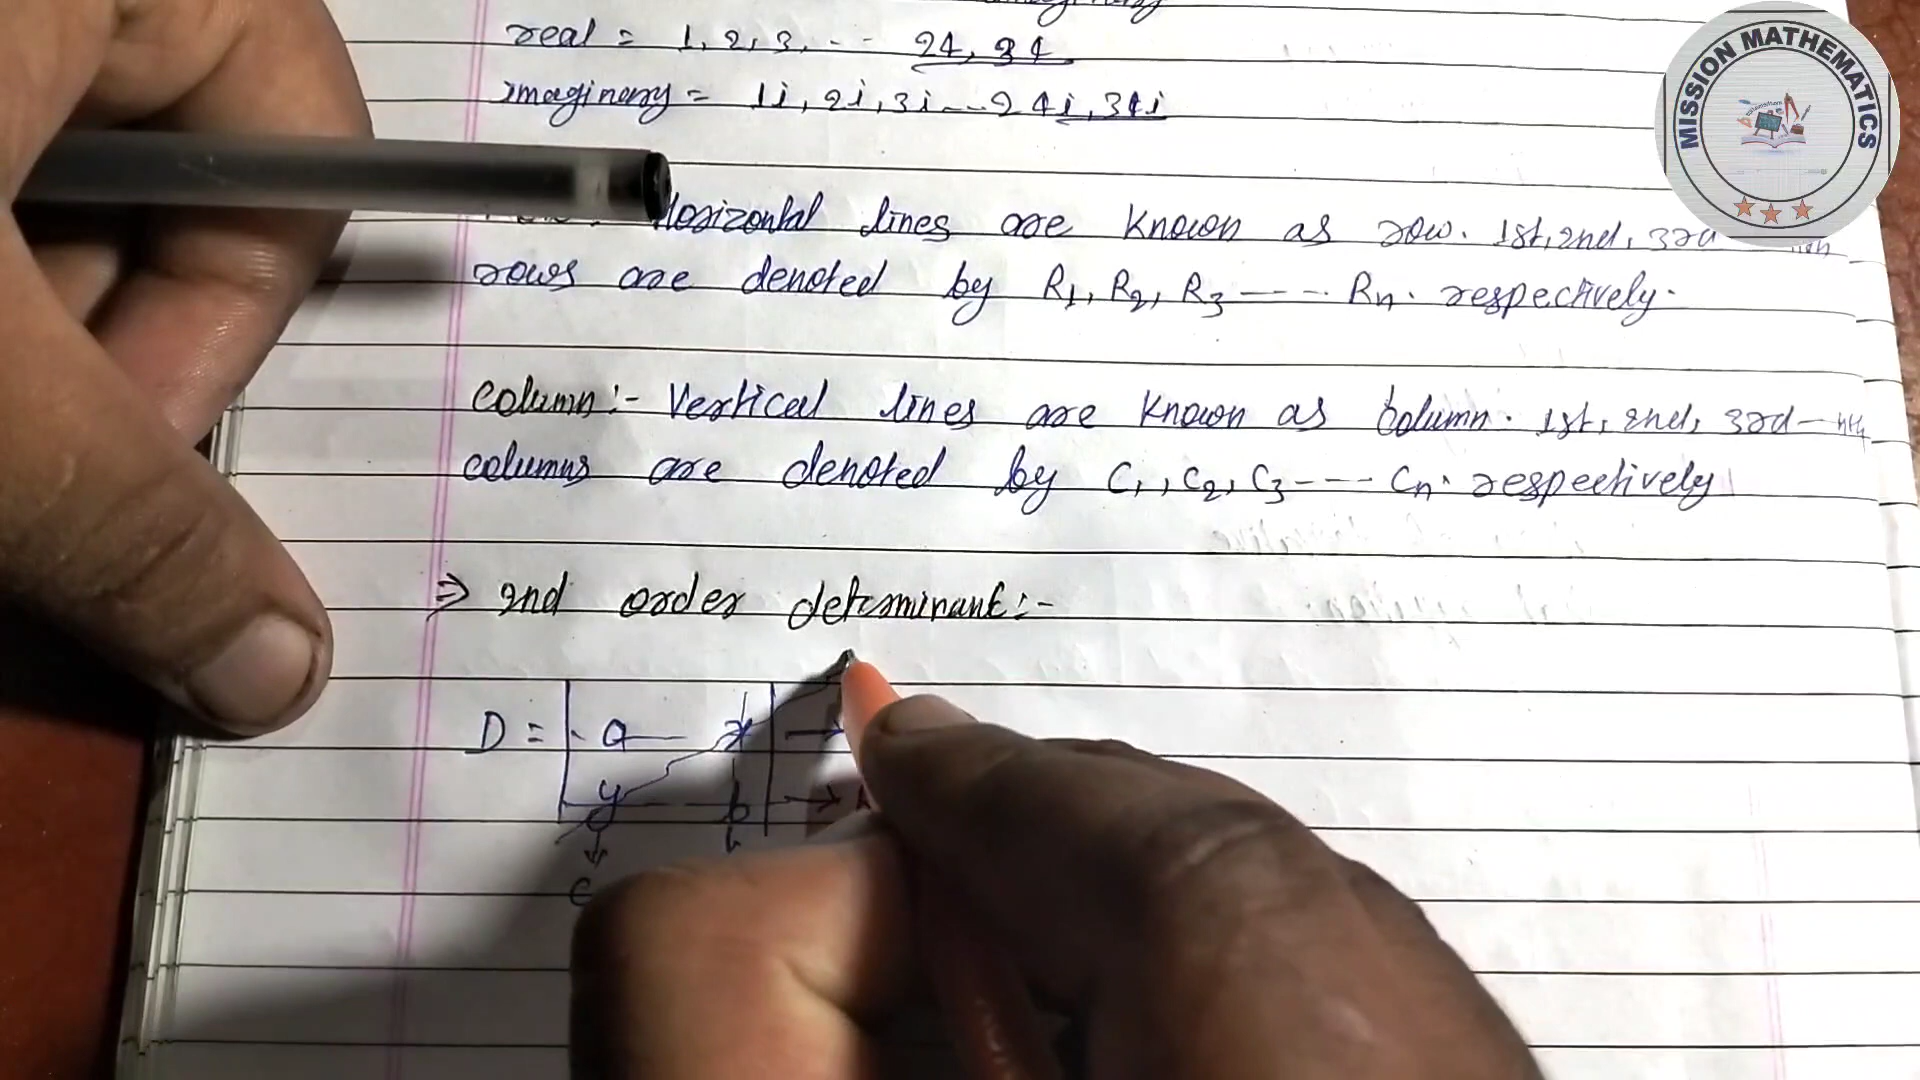 real = 1, 2, 3, -- 24, 34
imaginary = 1i, 2i, 3i --- 24i, 34i
Horizontal lines are known as row. 1st, 2nd, 3rd
rows are denoted by R1, R2, R3 ---- Rn. respectively.
column:- Vertical lines are known as column. 1st, 2nd, 3rd - nth
columns are denoted by C1, C2, C3 --- Cn. respectively
⇒ 2nd order determinant:-
D = | a x | →
| y b | →
C
MISSION MATHEMATICS